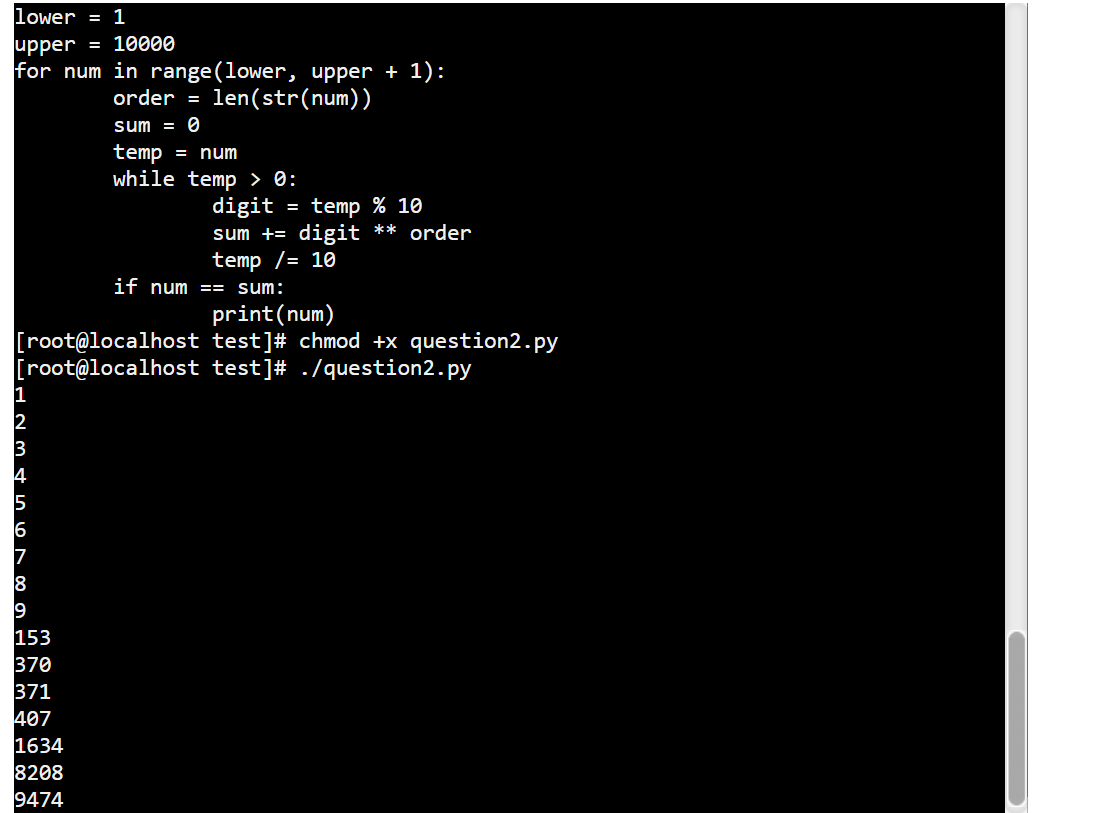 lower = 1
upper = 10000
for num in range(lower, upper + 1):
        order = len(str(num))
        sum = 0
        temp = num
        while temp > 0:
                digit = temp % 10
                sum += digit ** order
                temp /= 10
        if num == sum:
                print(num)
[root@localhost test]# chmod +x question2.py
[root@localhost test]# ./question2.py
1
2
3
4
5
6
7
8
9
153
370
371
407
1634
8208
9474